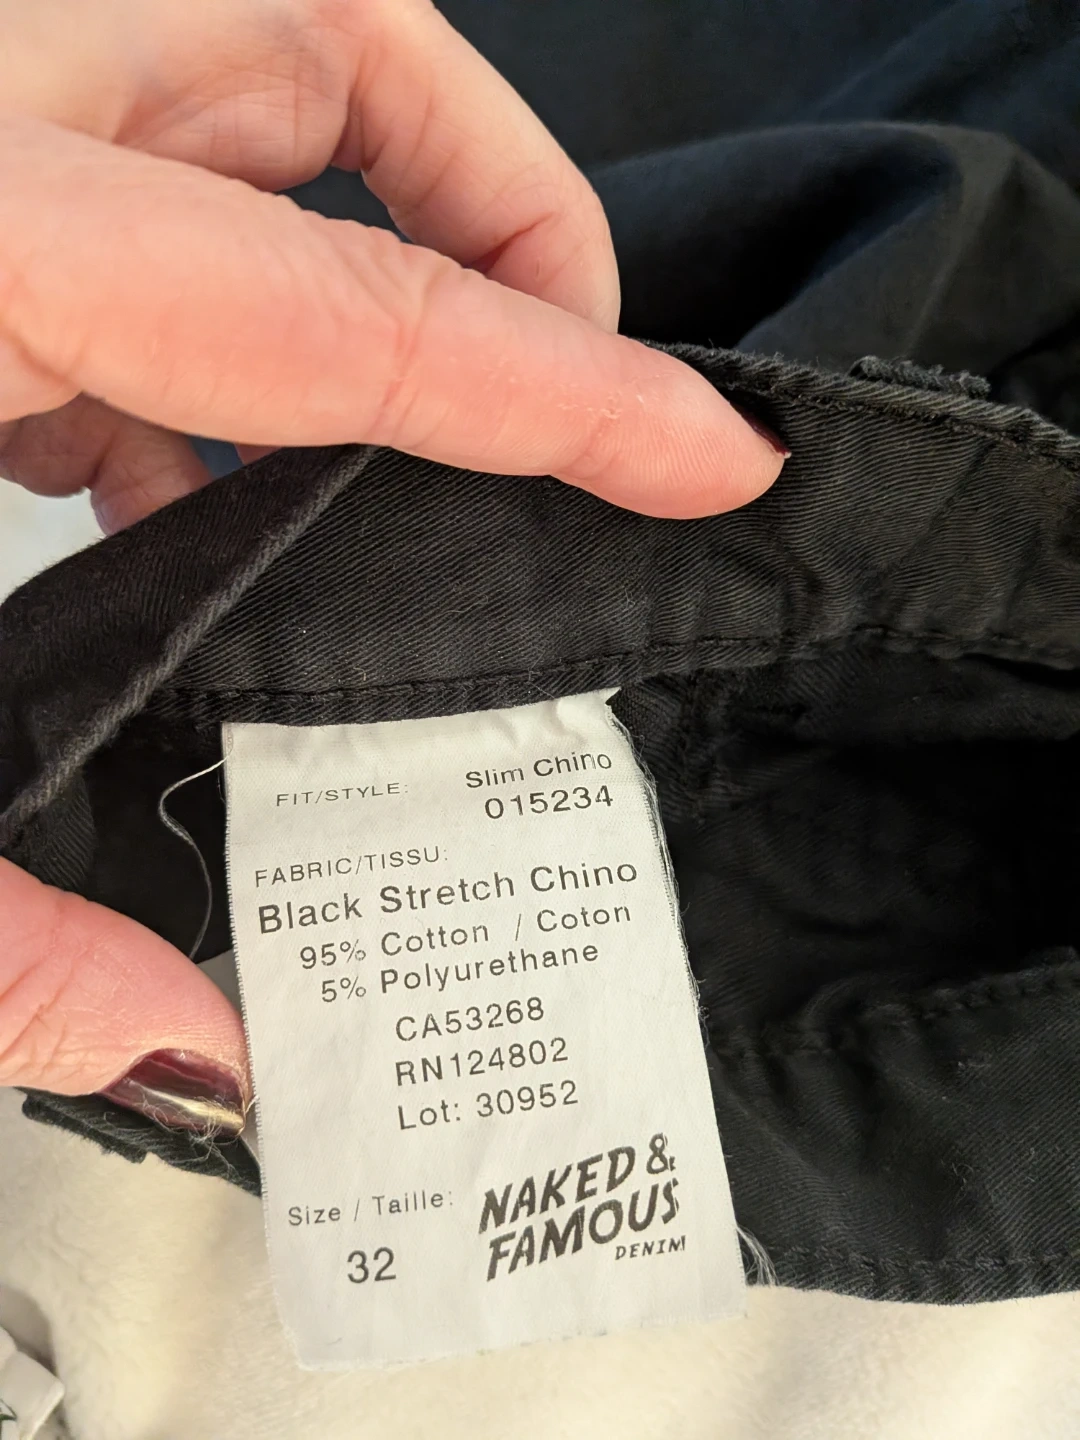 FIT/STYLE: Slim Chino
015234
FABRIC/TISSU:
Black Stretch Chino
95% Cotton / Coton
5% Polyurethane
CA53268
RN124802
Lot: 30952
Size / Taille:
32
NAKED &
FAMOUS
DENIM